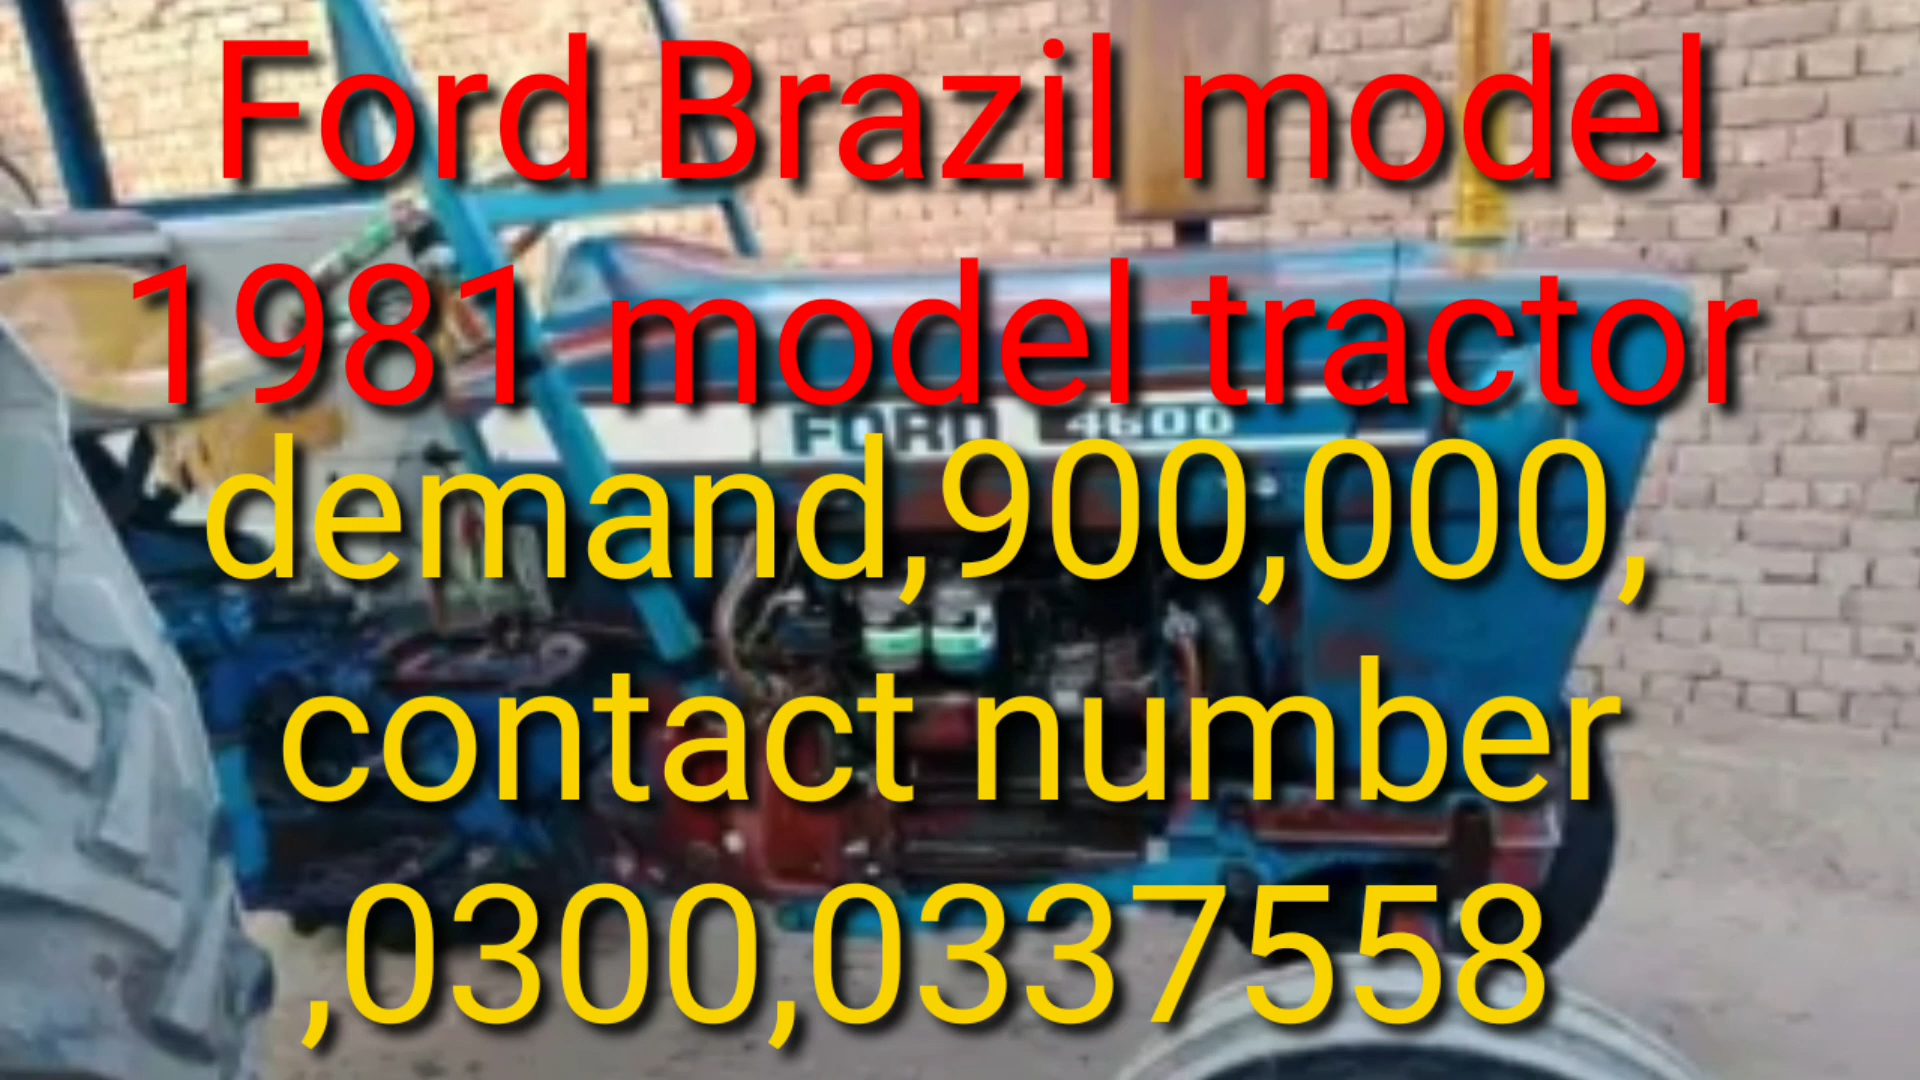 Ford Brazil model
1981 model tractor
FORD 4600
demand,900,000,
contact number
,0300,0337558